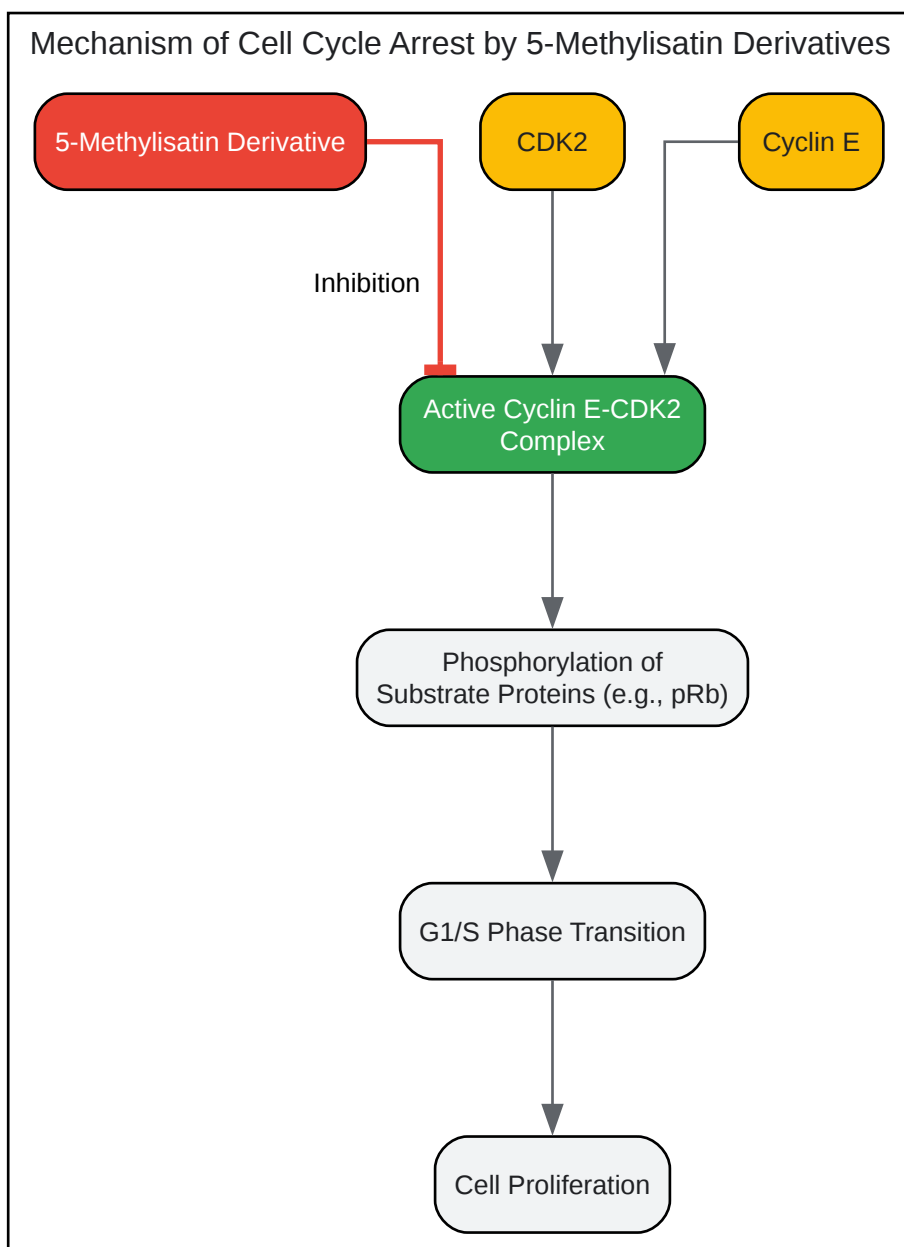 Mechanism of Cell Cycle Arrest by 5-Methylisatin Derivatives
5-Methylisatin Derivative
CDK2
Cyclin E
Inhibition
Active Cyclin E-CDK2
Complex
Phosphorylation of
Substrate Proteins (e.g., pRb)
G1/S Phase Transition
Cell Proliferation